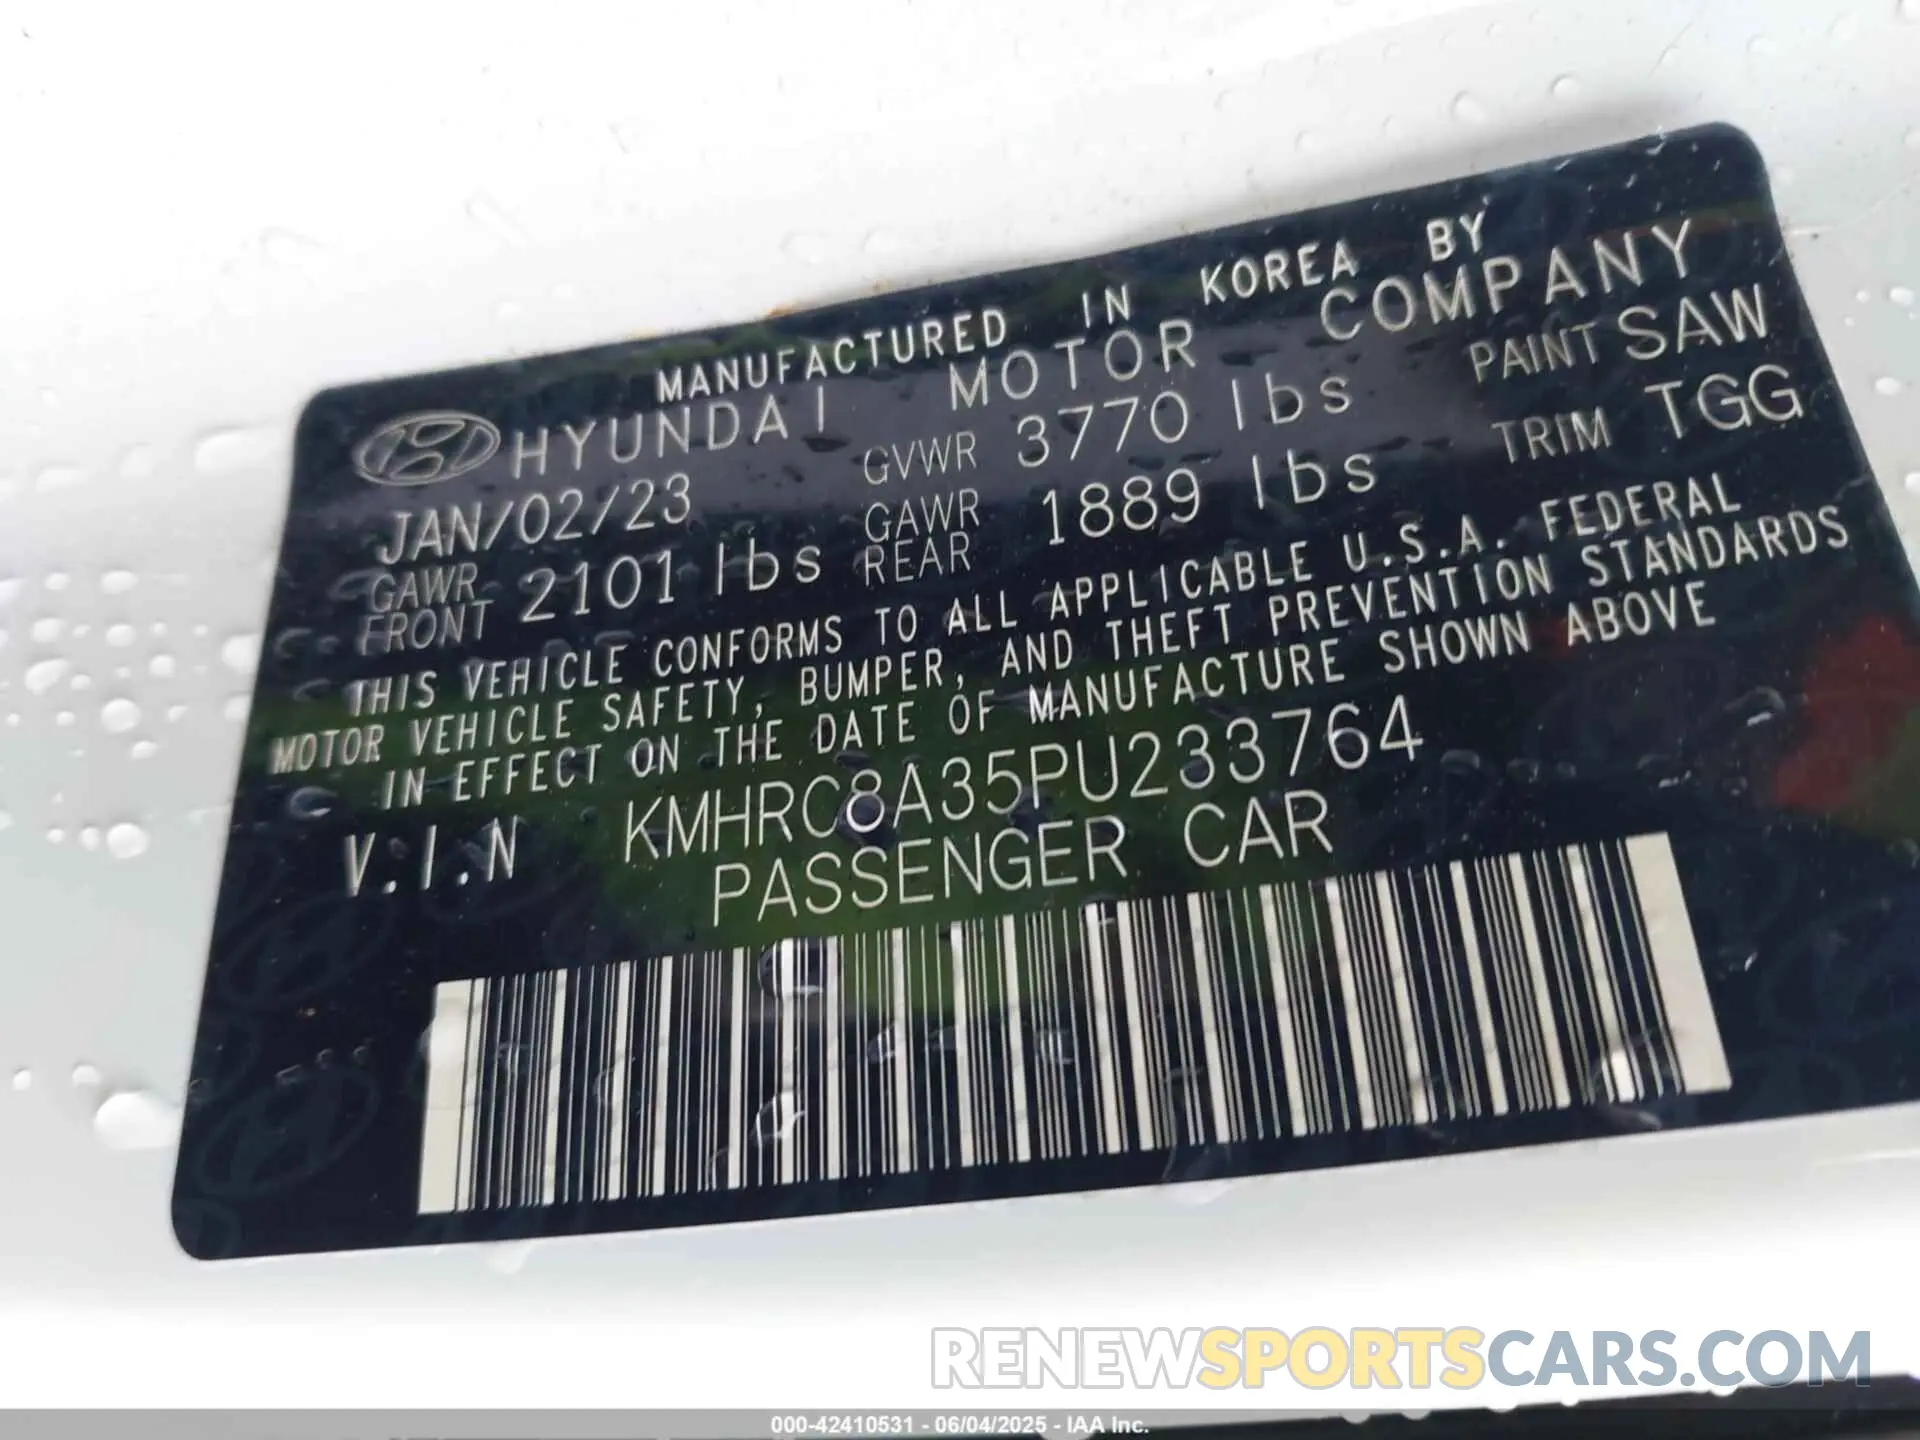 MANUFACTURED IN KOREA BY
HYUNDAI MOTOR COMPANY
JAN/02/23 GVWR 3770 lbs PAINT SAW
GAWR FRONT 2101 lbs GAWR REAR 1889 lbs TRIM TGG
THIS VEHICLE CONFORMS TO ALL APPLICABLE U.S.A. FEDERAL
MOTOR VEHICLE SAFETY, BUMPER, AND THEFT PREVENTION STANDARDS
IN EFFECT ON THE DATE OF MANUFACTURE SHOWN ABOVE
V.I.N KMHRC8A35PU233764
PASSENGER CAR
RENEWSPORTSCARS.COM
000-42410531 - 06/04/2025 - IAA Inc.